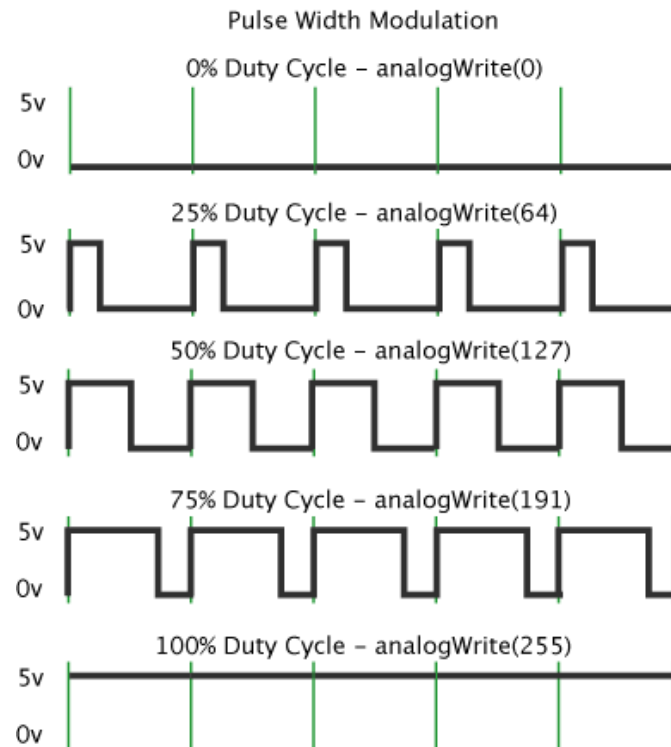 Pulse Width Modulation
0% Duty Cycle – analogWrite(0)
5v
0v
25% Duty Cycle – analogWrite(64)
5v
0v
50% Duty Cycle – analogWrite(127)
5v
0v
75% Duty Cycle – analogWrite(191)
5v
0v
100% Duty Cycle – analogWrite(255)
5v
0v